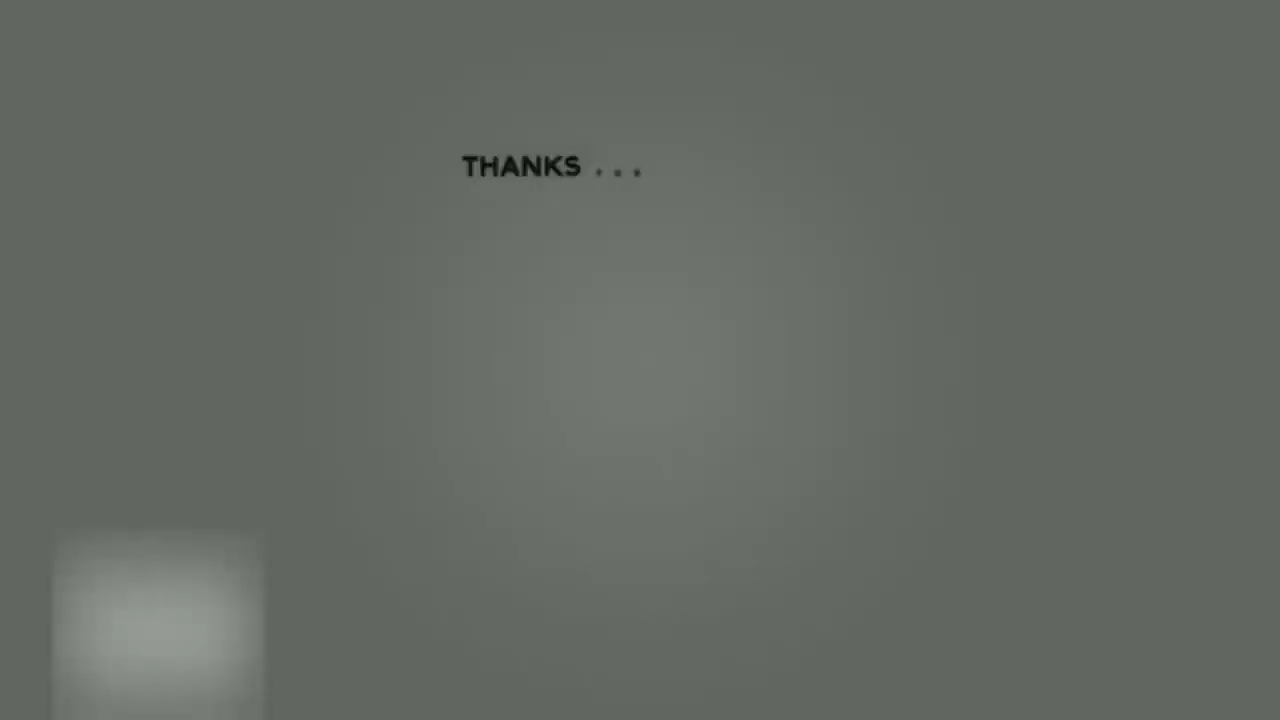 THANKS . . .